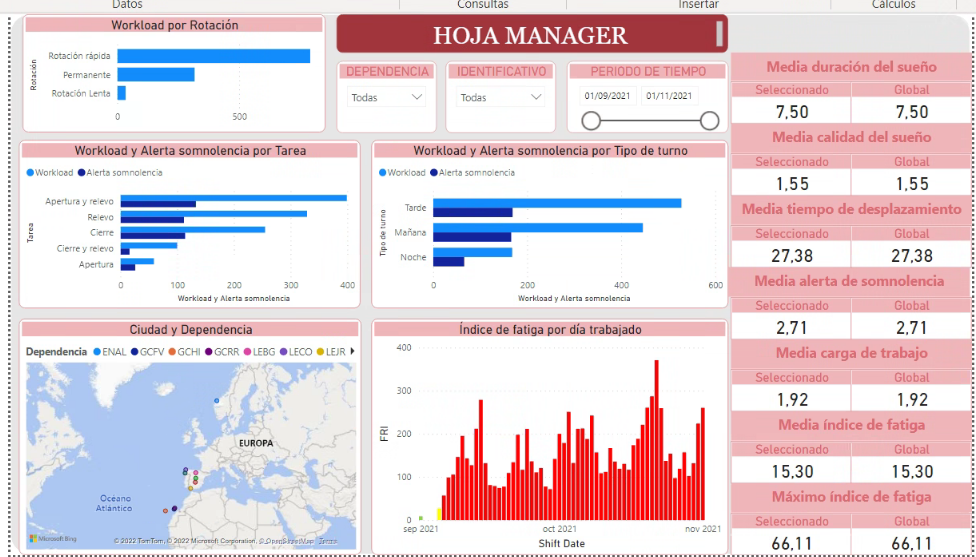 Datos Consultas Insertar Cálculos
Workload por Rotación
Rotación
Rotación rápida
Permanente
Rotación Lenta
0 500
HOJA MANAGER
DEPENDENCIA
Todas
IDENTIFICATIVO
Todas
PERIODO DE TIEMPO
01/09/2021 01/11/2021
Workload y Alerta somnolencia por Tarea
Workload Alerta somnolencia
Tarea
Apertura y relevo
Relevo
Cierre
Cierre y relevo
Apertura
0 100 200 300 400
Workload y Alerta somnolencia
Workload y Alerta somnolencia por Tipo de turno
Workload Alerta somnolencia
Tipo de turno
Tarde
Mañana
Noche
0 200 400 600
Workload y Alerta somnolencia
Ciudad y Dependencia
Dependencia ENAL GCFV GCHI GCRR LEBG LECO LEJR
EUROPA
Océano
Atlántico
Microsoft Bing
© 2022 TomTom, © 2022 Microsoft Corporation, © OpenStreetMap Terms
Índice de fatiga por día trabajado
FRI
400
300
200
100
0
sep 2021 oct 2021 nov 2021
Shift Date
Media duración del sueño
Seleccionado Global
7,50 7,50
Media calidad del sueño
Seleccionado Global
1,55 1,55
Media tiempo de desplazamiento
Seleccionado Global
27,38 27,38
Media alerta de somnolencia
Seleccionado Global
2,71 2,71
Media carga de trabajo
Seleccionado Global
1,92 1,92
Media índice de fatiga
Seleccionado Global
15,30 15,30
Máximo índice de fatiga
Seleccionado Global
66,11 66,11